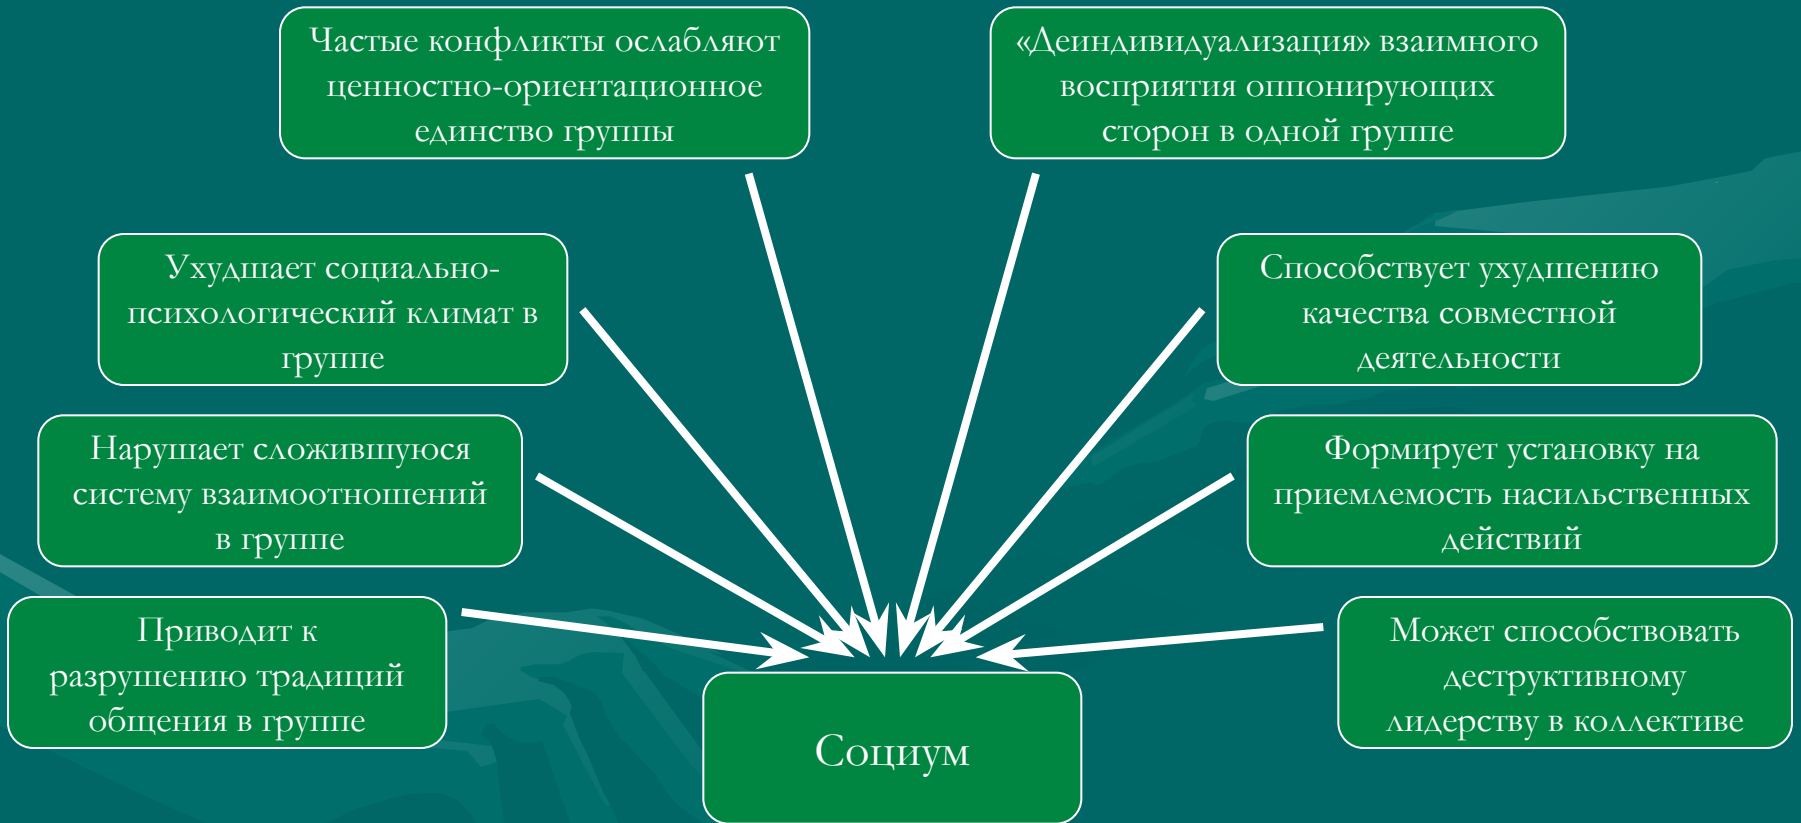 Частые конфликты ослабляют
ценностно-ориентационное
единство группы
«Деиндивидуализация» взаимного
восприятия оппонирующих
сторон в одной группе
Ухудшает социально-
психологический климат в
группе
Способствует ухудшению
качества совместной
деятельности
Нарушает сложившуюся
систему взаимоотношений
в группе
Формирует установку на
приемлемость насильственных
действий
Приводит к
разрушению традиций
общения в группе
Может способствовать
деструктивному
лидерству в коллективе
Социум